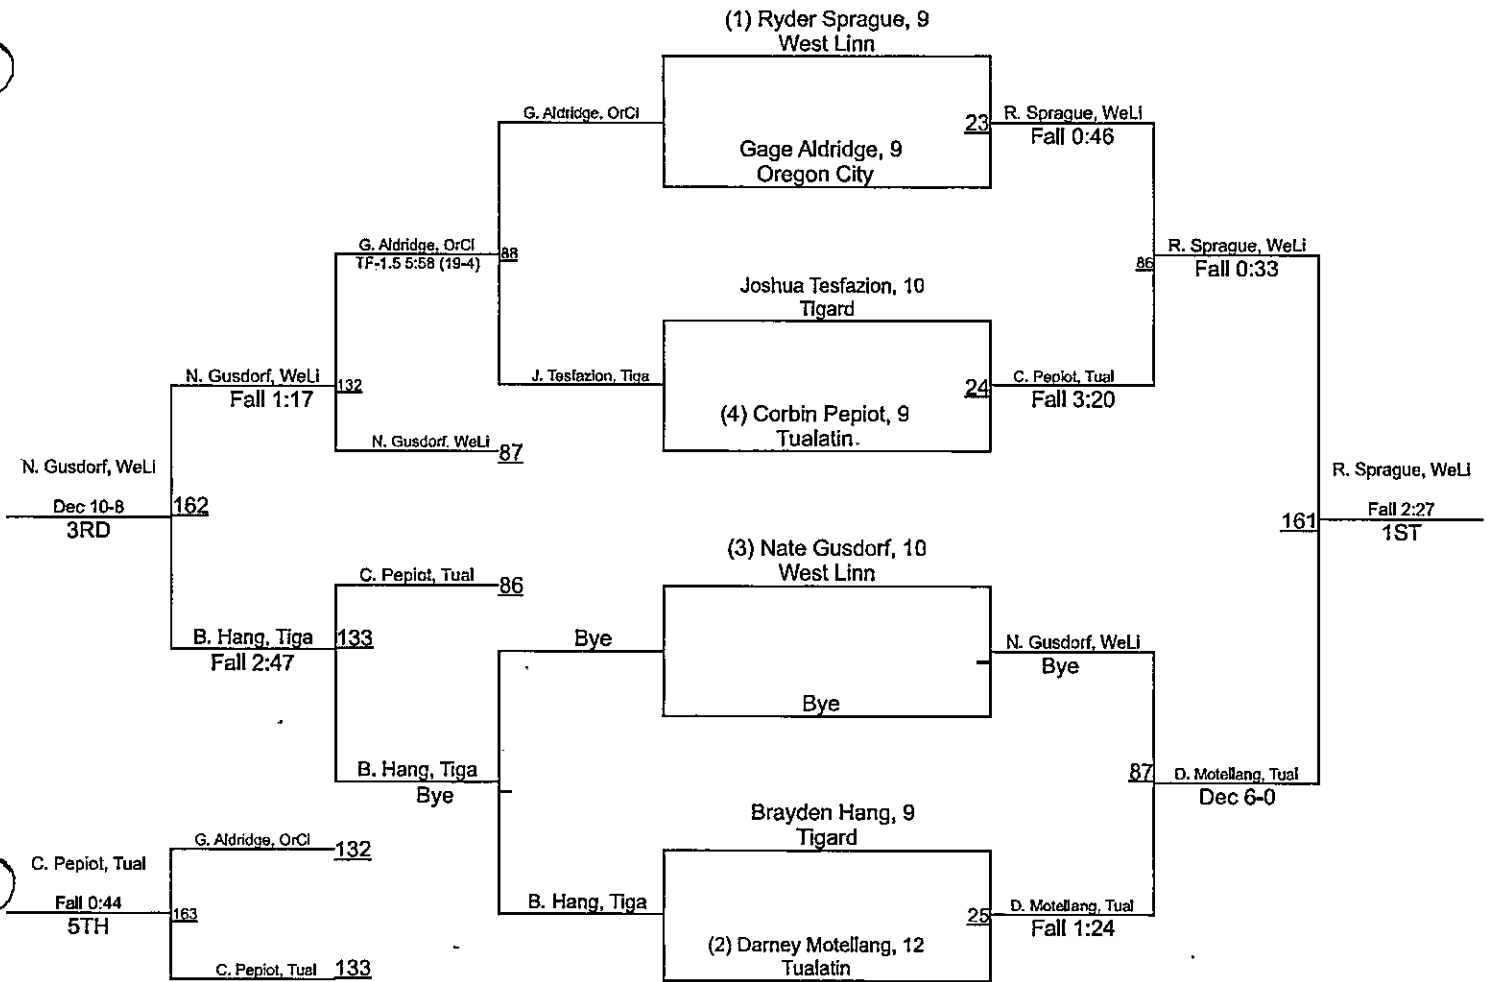 (1) Ryder Sprague, 9
West Linn
G. Aldridge, OrCi
23
R. Sprague, WeLi
Fall 0:46
Gage Aldridge, 9
Oregon City
G. Aldridge, OrCi
TF-1.5 5:58 (19-4)
88
R. Sprague, WeLi
86
Fall 0:33
Joshua Tesfazion, 10
Tigard
N. Gusdorf, WeLi
132
Fall 1:17
J. Tesfazion, Tiga
24
C. Pepiot, Tual
Fall 3:20
(4) Corbin Pepiot, 9
Tualatin
N. Gusdorf, WeLi
87
N. Gusdorf, WeLi
Dec 10-8
162
3RD
R. Sprague, WeLi
Fall 2:27
161
1ST
(3) Nate Gusdorf, 10
West Linn
C. Pepiot, Tual
86
B. Hang, Tiga
133
Fall 2:47
Bye
N. Gusdorf, WeLi
Bye
Bye
B. Hang, Tiga
Bye
87
D. Motellang, Tual
Dec 6-0
Brayden Hang, 9
Tigard
G. Aldridge, OrCi
132
C. Pepiot, Tual
Fall 0:44
163
5TH
B. Hang, Tiga
25
D. Motellang, Tual
Fall 1:24
(2) Darney Motellang, 12
Tualatin
C. Pepiot, Tual
133